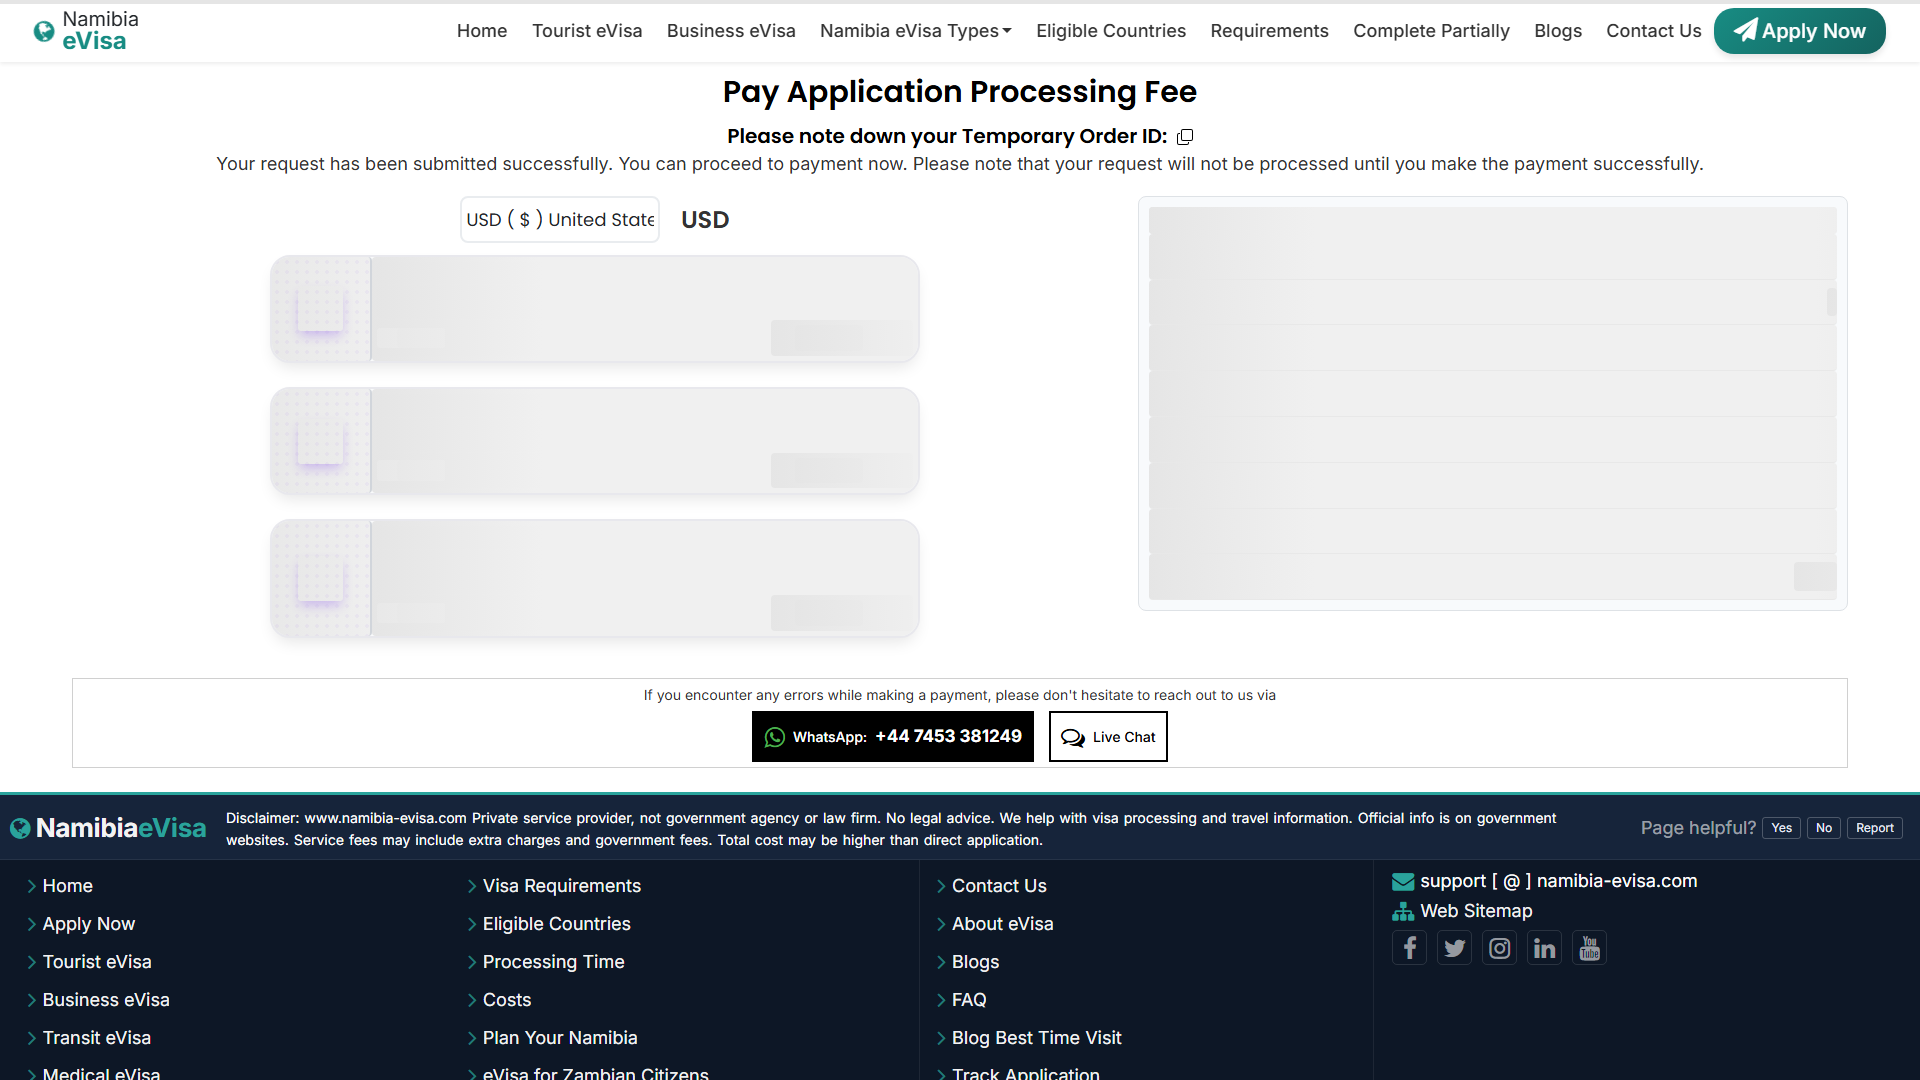 Namibia
eVisa
Home
Tourist eVisa
Business eVisa
Namibia eVisa Types
Eligible Countries
Requirements
Complete Partially
Blogs
Contact Us
Apply Now
Pay Application Processing Fee
Please note down your Temporary Order ID:
Your request has been submitted successfully. You can proceed to payment now. Please note that your request will not be processed until you make the payment successfully.
USD ( $ ) United State
USD
If you encounter any errors while making a payment, please don't hesitate to reach out to us via
WhatsApp: +44 7453 381249
Live Chat
NamibiaeVisa
Disclaimer: www.namibia-evisa.com Private service provider, not government agency or law firm. No legal advice. We help with visa processing and travel information. Official info is on government
websites. Service fees may include extra charges and government fees. Total cost may be higher than direct application.
Page helpful?
Yes
No
Report
Home
Apply Now
Tourist eVisa
Business eVisa
Transit eVisa
Medical eVisa
Visa Requirements
Eligible Countries
Processing Time
Costs
Plan Your Namibia
eVisa for Zambian Citizens
Contact Us
About eVisa
Blogs
FAQ
Blog Best Time Visit
Track Application
support [ @ ] namibia-evisa.com
Web Sitemap
You
Tube